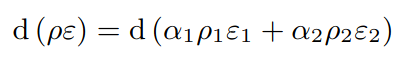 d (ρε) = d (α₁ρ₁ε₁ + α₂ρ₂ε₂)